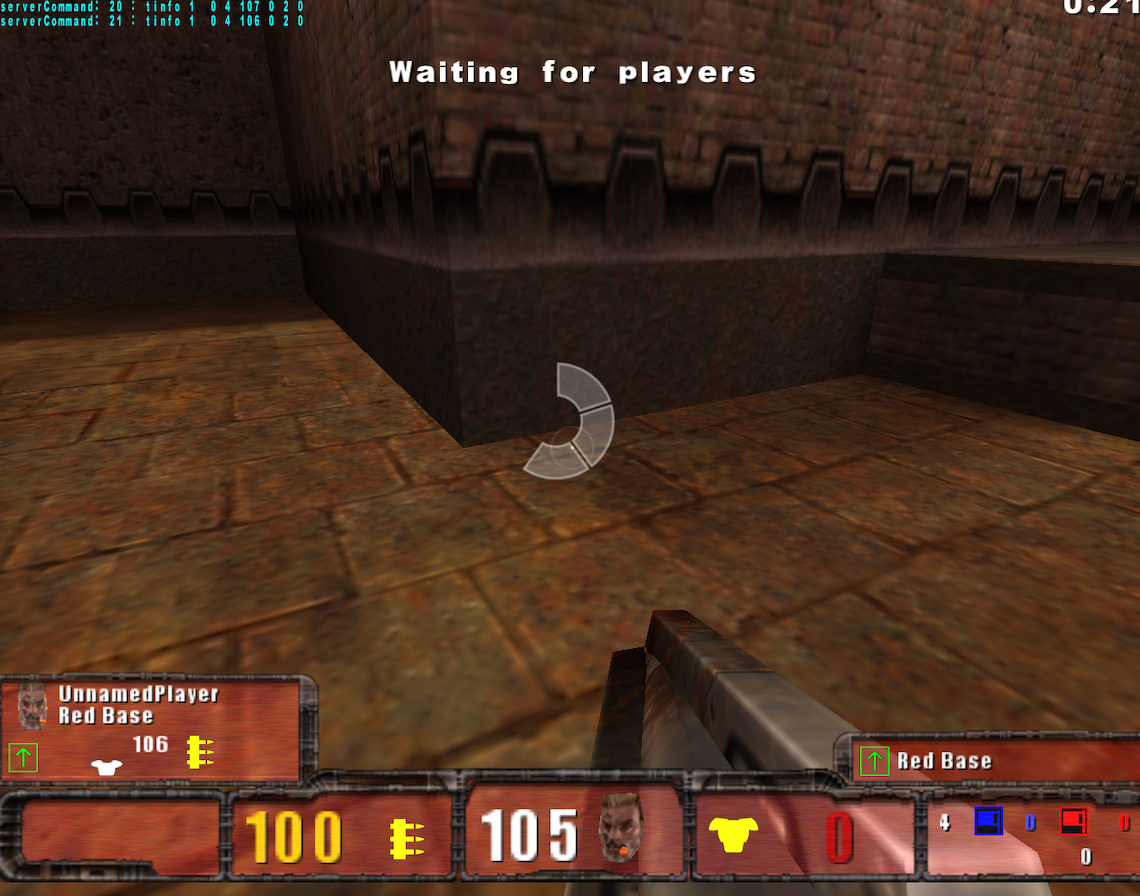 serverCommand: 20 : tinfo 1 0 4 107 0 2 0
serverCommand: 21 : tinfo 1 0 4 106 0 2 0
0:21
Waiting for players
UnnamedPlayer
Red Base
106
Red Base
100
105
0
4
0
0
0